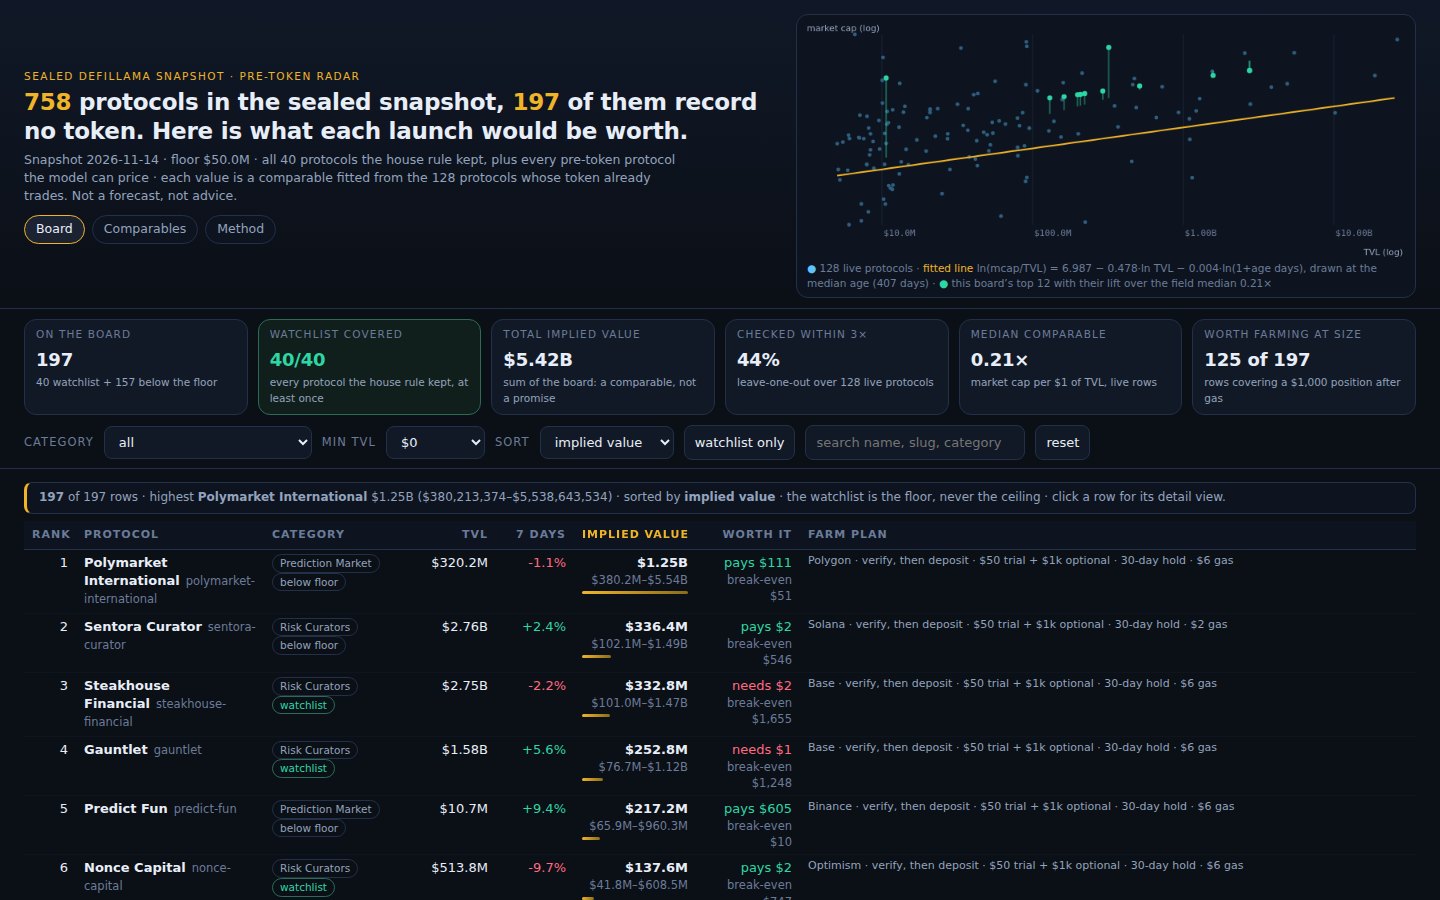 SEALED DEFILLAMA SNAPSHOT · PRE-TOKEN RADAR
758 protocols in the sealed snapshot, 197 of them record
no token. Here is what each launch would be worth.
Snapshot 2026-11-14 · floor $50.0M · all 40 protocols the house rule kept, plus every pre-token protocol
the model can price · each value is a comparable fitted from the 128 protocols whose token already
trades. Not a forecast, not advice.
Board Comparables Method
market cap (log)
$10.0M $100.0M $1.00B $10.00B
TVL (log)
128 live protocols · fitted line ln(mcap/TVL) = 6.987 − 0.478·ln TVL − 0.004·ln(1+age days), drawn at the
median age (407 days) · this board's top 12 with their lift over the field median 0.21×
ON THE BOARD
197
40 watchlist + 157 below the floor
WATCHLIST COVERED
40/40
every protocol the house rule kept, at
least once
TOTAL IMPLIED VALUE
$5.42B
sum of the board: a comparable, not
a promise
CHECKED WITHIN 3×
44%
leave-one-out over 128 live protocols
MEDIAN COMPARABLE
0.21×
market cap per $1 of TVL, live rows
WORTH FARMING AT SIZE
125 of 197
rows covering a $1,000 position after
gas
CATEGORY all MIN TVL $0 SORT implied value watchlist only search name, slug, category reset
197 of 197 rows · highest Polymarket International $1.25B ($380,213,374–$5,538,643,534) · sorted by implied value · the watchlist is the floor, never the ceiling · click a row for its detail view.
RANK PROTOCOL CATEGORY TVL 7 DAYS IMPLIED VALUE WORTH IT FARM PLAN
1 Polymarket International polymarket-international Prediction Market below floor $320.2M -1.1% $1.25B $380.2M–$5.54B pays $111 break-even $51 Polygon · verify, then deposit · $50 trial + $1k optional · 30-day hold · $6 gas
2 Sentora Curator sentora-curator Risk Curators below floor $2.76B +2.4% $336.4M $102.1M–$1.49B pays $2 break-even $546 Solana · verify, then deposit · $50 trial + $1k optional · 30-day hold · $2 gas
3 Steakhouse Financial steakhouse-financial Risk Curators watchlist $2.75B -2.2% $332.8M $101.0M–$1.47B needs $2 break-even $1,655 Base · verify, then deposit · $50 trial + $1k optional · 30-day hold · $6 gas
4 Gauntlet gauntlet Risk Curators watchlist $1.58B +5.6% $252.8M $76.7M–$1.12B needs $1 break-even $1,248 Base · verify, then deposit · $50 trial + $1k optional · 30-day hold · $6 gas
5 Predict Fun predict-fun Prediction Market below floor $10.7M +9.4% $217.2M $65.9M–$960.3M pays $605 break-even $10 Binance · verify, then deposit · $50 trial + $1k optional · 30-day hold · $6 gas
6 Nonce Capital nonce-capital Risk Curators watchlist $513.8M -9.7% $137.6M $41.8M–$608.5M pays $2 break-even Optimism · verify, then deposit · $50 trial + $1k optional · 30-day hold · $6 gas